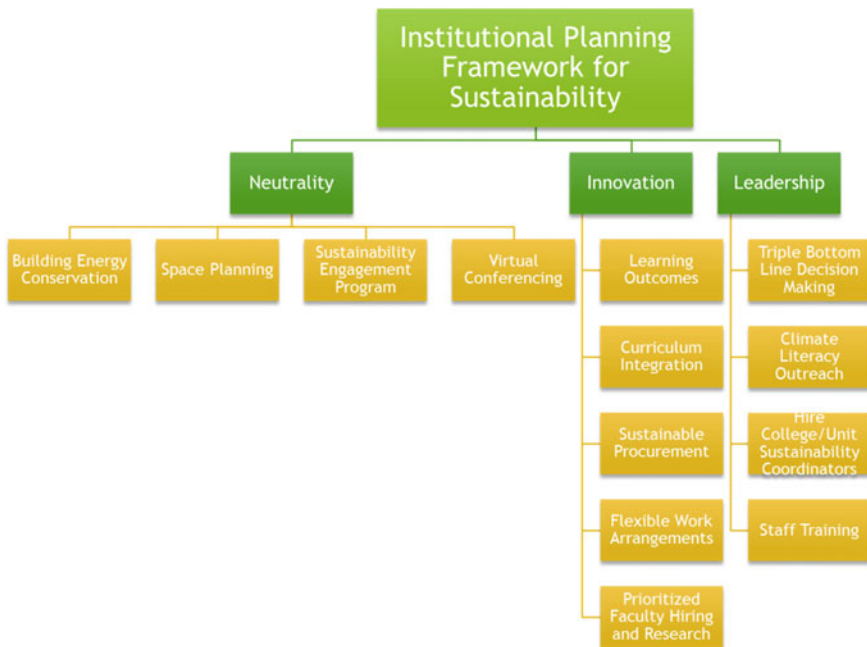 Institutional Planning
Framework for
Sustainability
Neutrality
Innovation
Leadership
Building Energy
Conservation
Space Planning
Sustainability
Engagement
Program
Virtual
Conferencing
Learning
Outcomes
Curriculum
Integration
Sustainable
Procurement
Flexible Work
Arrangements
Prioritized
Faculty Hiring
and Research
Triple Bottom
Line Decision
Making
Climate
Literacy
Outreach
Hire
College/Unit
Sustainability
Coordinators
Staff Training